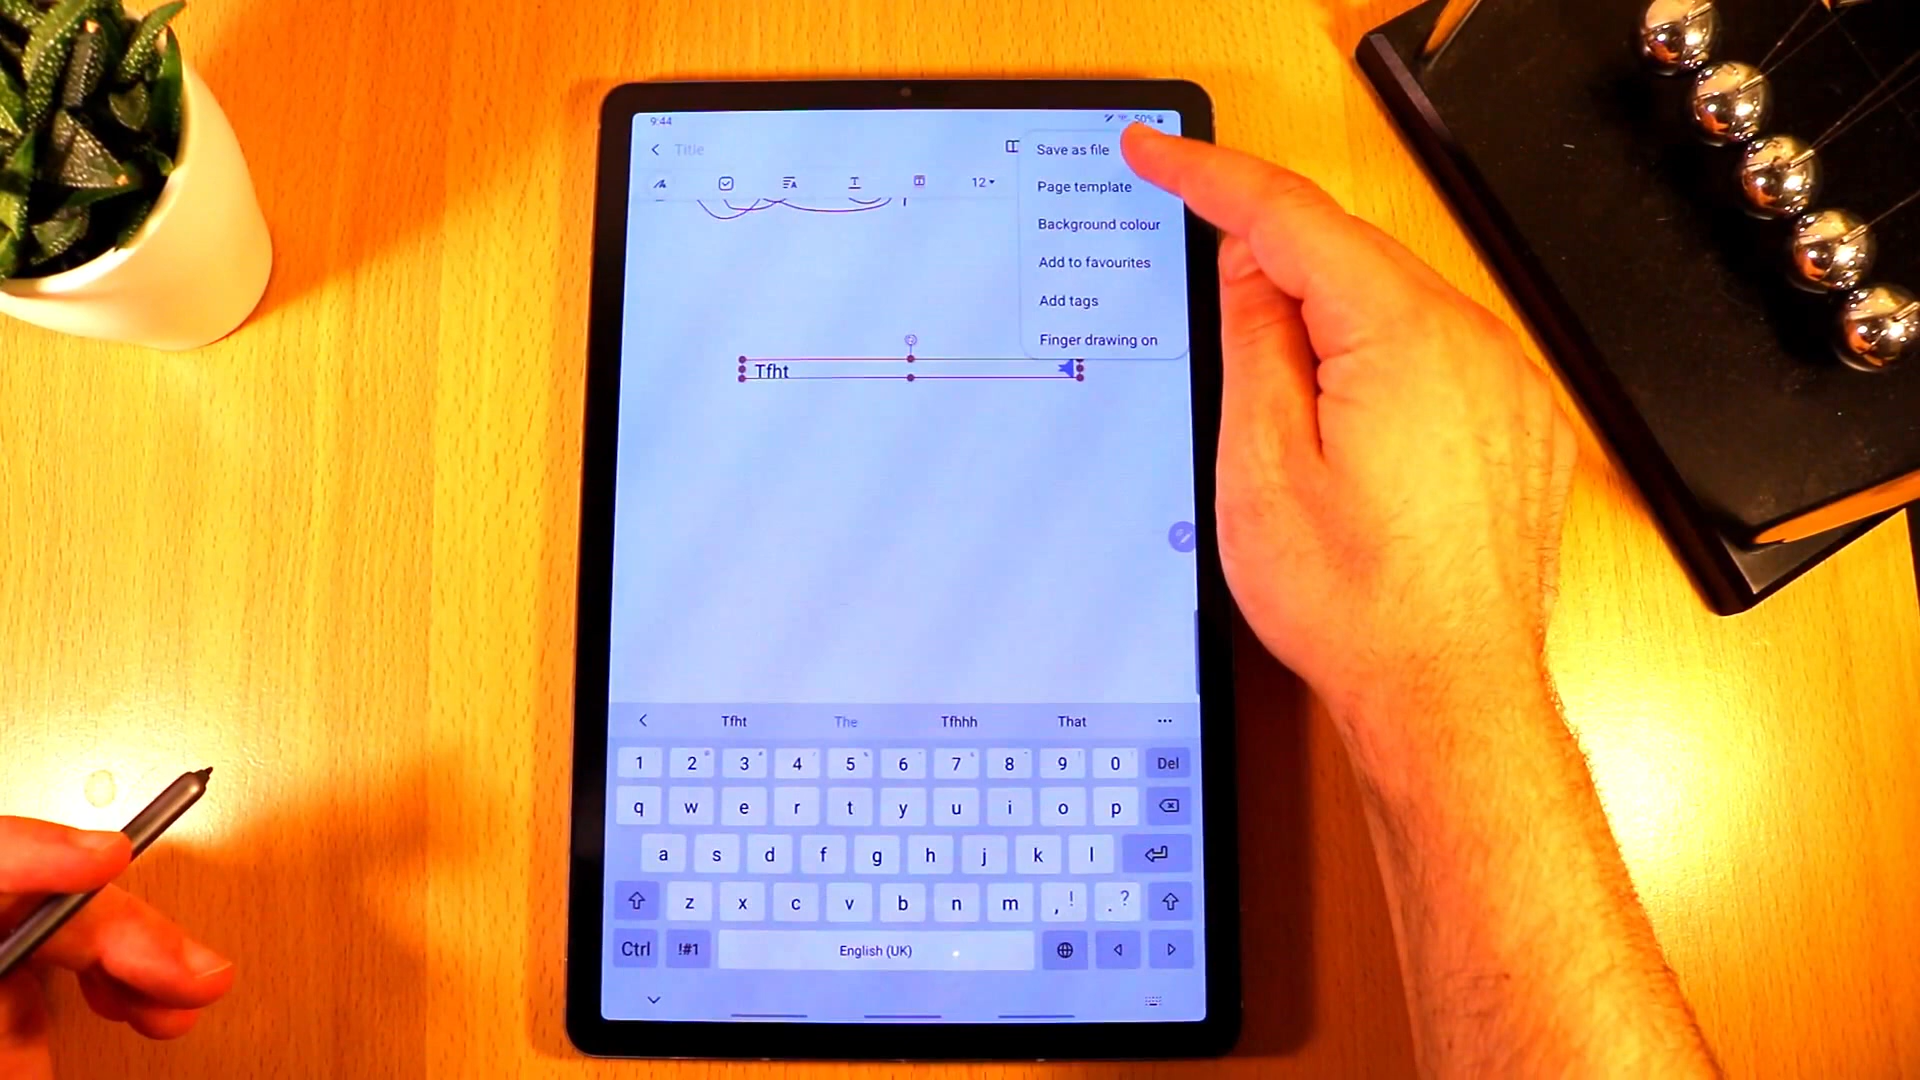 9:44 50%
Title
Save as file
12
Page template
Background colour
Add to favourites
Add tags
Finger drawing on
Tfht
Tfht The Tfhhh That
1 2 3 4 5 6 7 8 9 0 Del
q w e r t y u i o p
a s d f g h j k l
z x c v b n m , ! . ?
Ctrl !#1 English (UK)